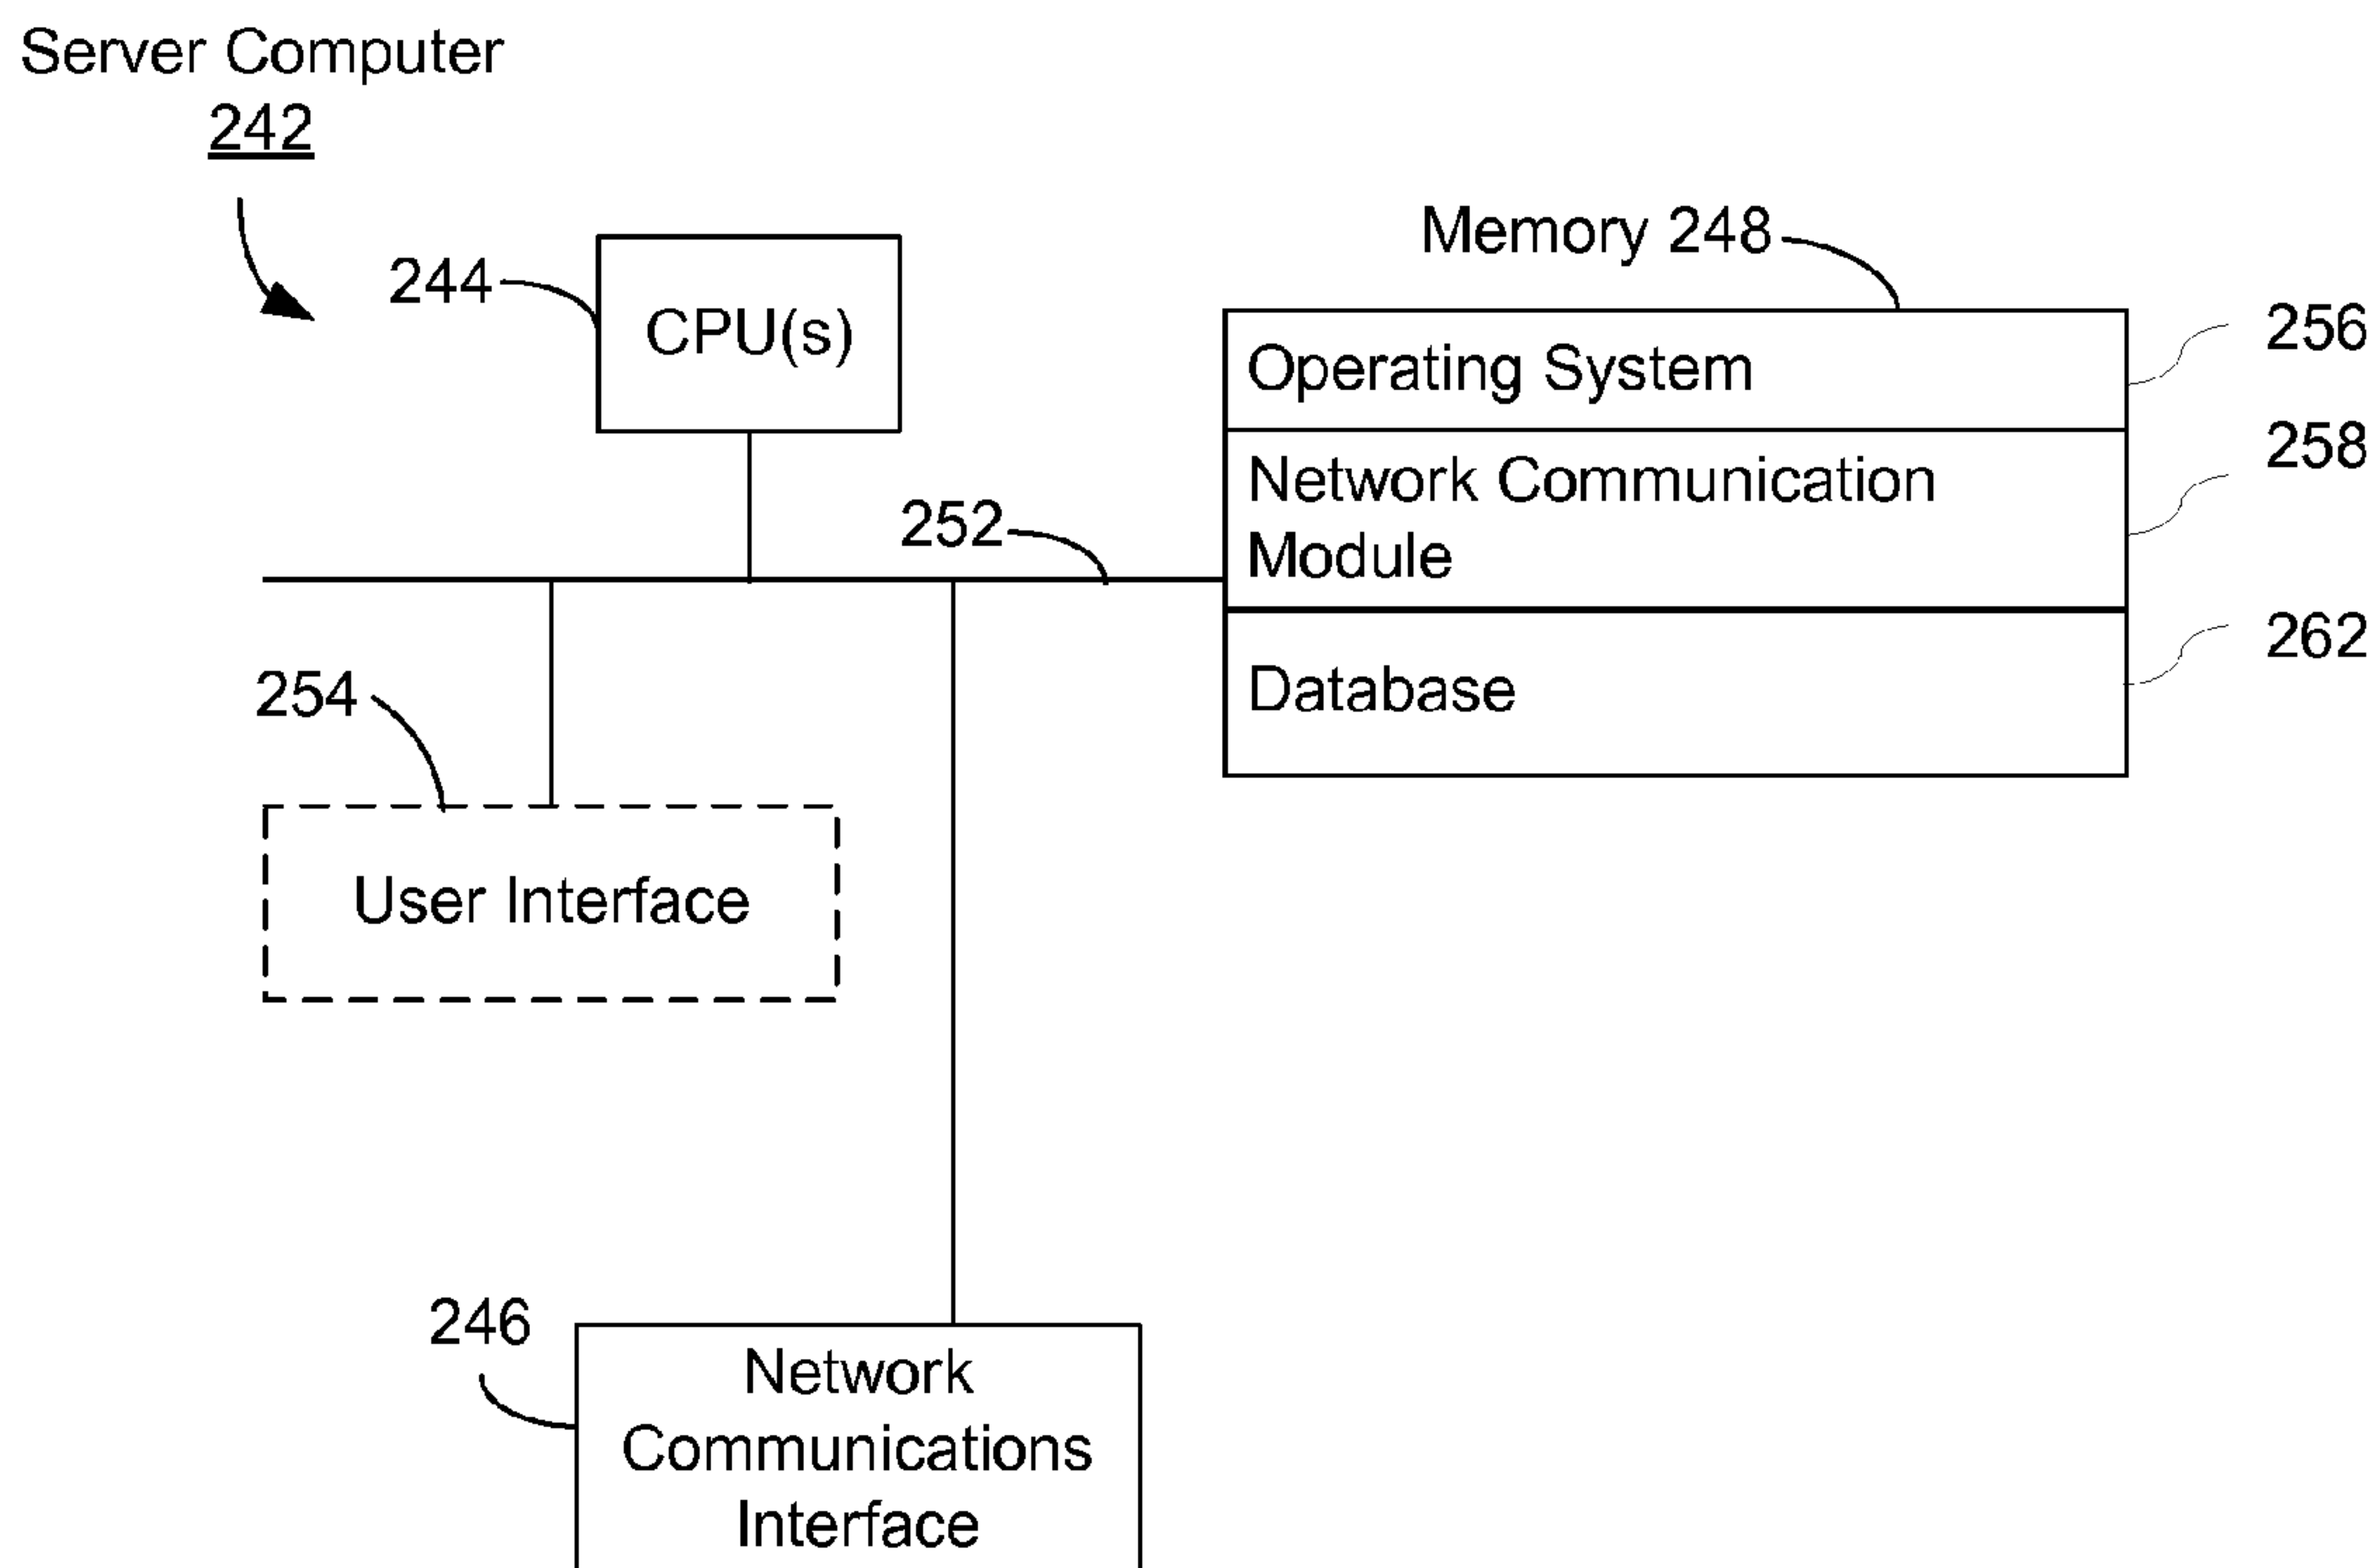 Server Computer
242
Memory 248
244
CPU(s)
256
Operating System
258
Network Communication
Module
252
262
Database
254
User Interface
246
Network
Communications
Interface